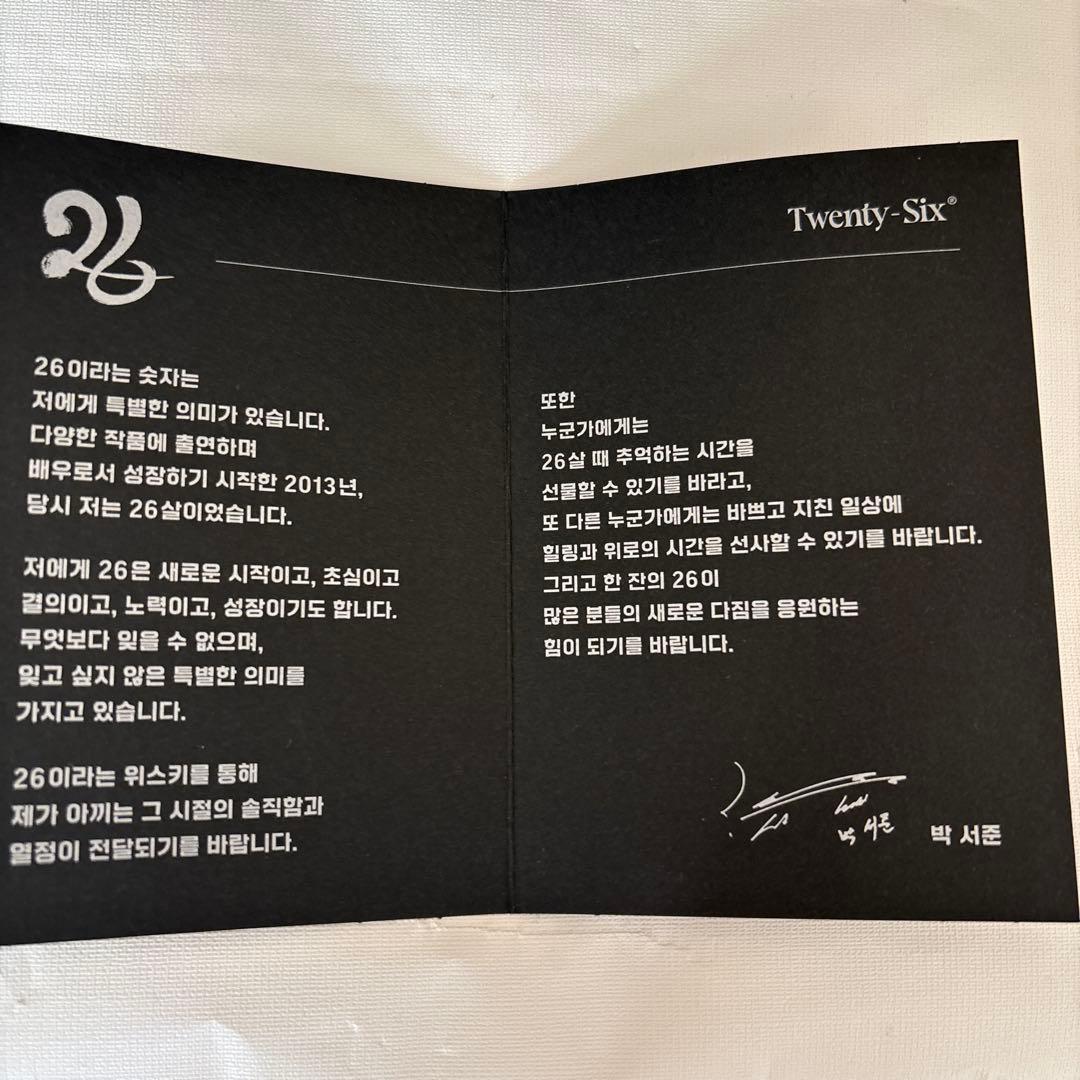 26
26이라는 숫자는
저에게 특별한 의미가 있습니다.
다양한 작품에 출연하며
배우로서 성장하기 시작한 2013년,
당시 저는 26살이었습니다.
저에게 26은 새로운 시작이고, 초심이고
결의이고, 노력이고, 성장이기도 합니다.
무엇보다 잊을 수 없으며,
잊고 싶지 않은 특별한 의미를
가지고 있습니다.
26이라는 위스키를 통해
제가 아끼는 그 시절의 솔직함과
열정이 전달되기를 바랍니다.
Twenty-Six®
또한
누군가에게는
26살 때 추억하는 시간을
선물할 수 있기를 바라고,
또 다른 누군가에게는 바쁘고 지친 일상에
힐링과 위로의 시간을 선사할 수 있기를 바랍니다.
그리고 한 잔의 26이
많은 분들의 새로운 다짐을 응원하는
힘이 되기를 바랍니다.
박 서준
박 서준